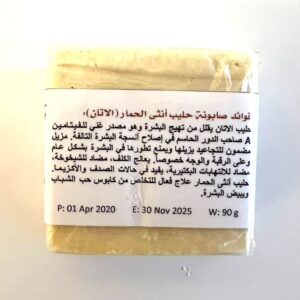 فوائد صابونة حليب أنثى الحمار (الاتان):
حليب الاتان يقلل من تهيج البشرة وهو مصدر غني للفيتامين
A صاحب الدور الحاسم في إصلاح أنسجة البشرة التالفة. مزيل
مضمون للتجاعيد يزيلها ويمنع تطورها في البشرة بشكل عام
وعلى الرقبة والوجه خصوصاً. يعالج الكلف، مضاد للشيخوخة،
مضاد للالتهابات البكتيرية، يفيد في حالات الصدف والأكزيما.
حليب أنثى الحمار علاج فعال للتخلص من كابوس حب الشباب
ويبيض البشرة.
P: 01 Apr 2020 E: 30 Nov 2025 W: 90 g